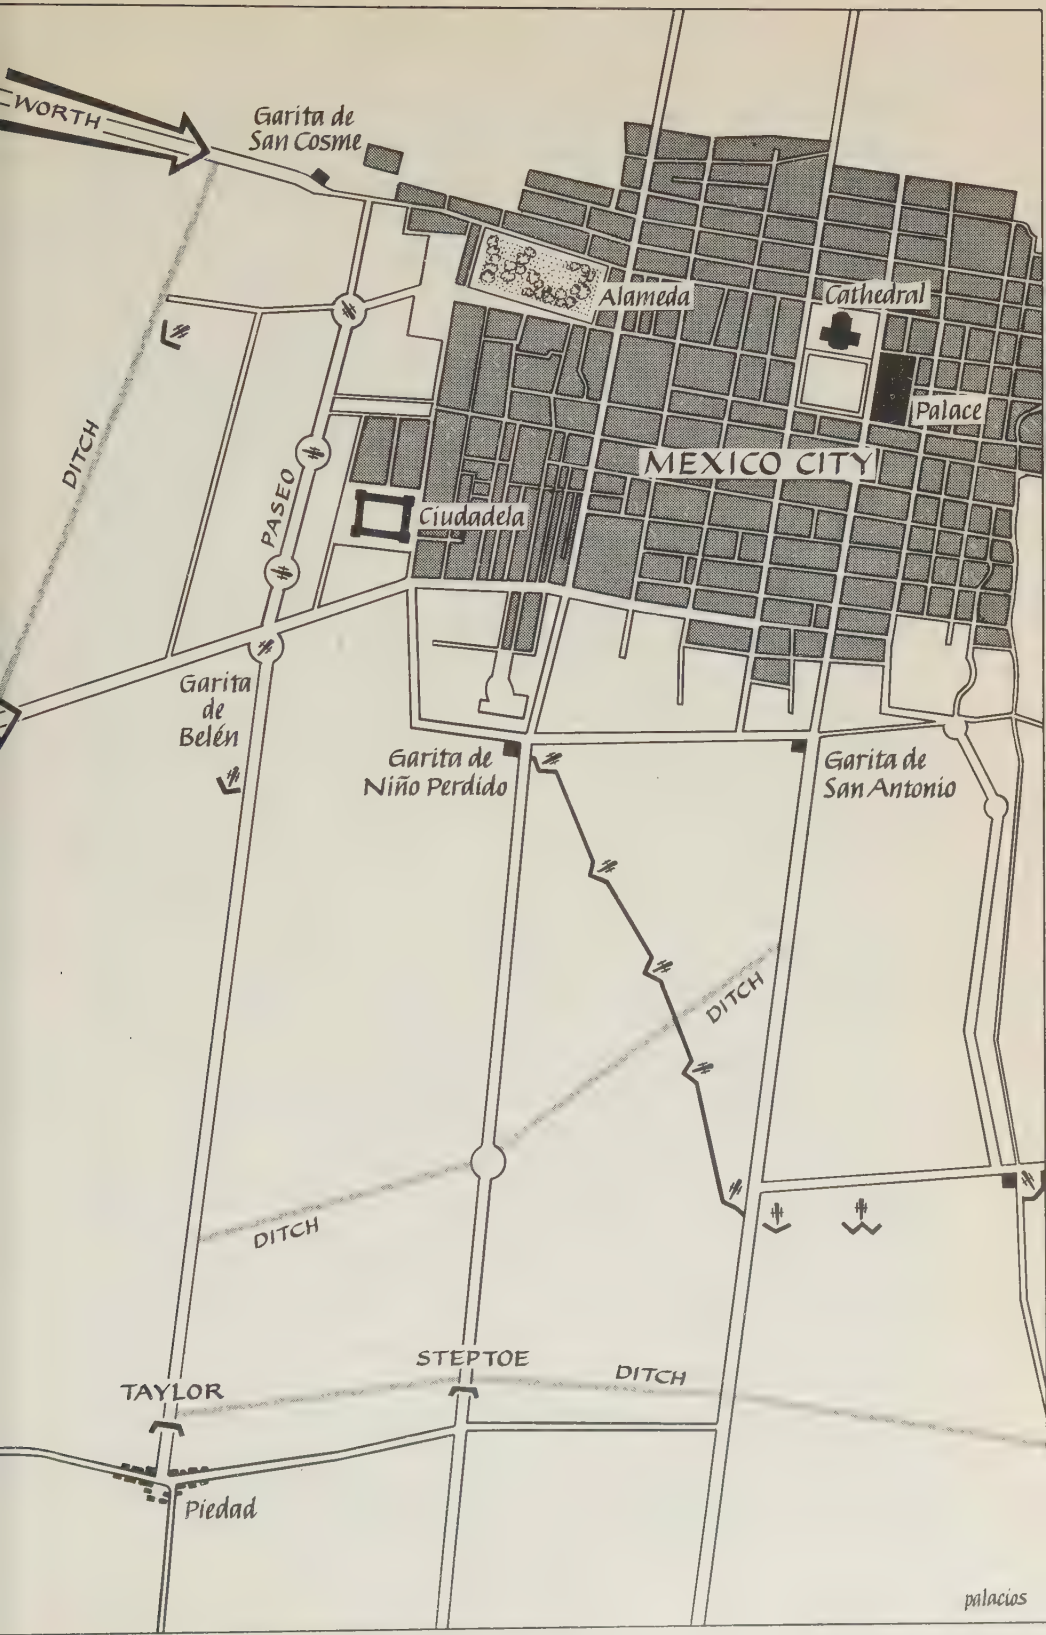 WORTH
Garita de
San Cosme
Alameda
Cathedral
Palace
DITCH
MEXICO CITY
PASEO
Ciudadela
Garita
de
Belén
Garita de
Niño Perdido
Garita de
San Antonio
DITCH
DITCH
STEPTOE
DITCH
TAYLOR
Piedad
palacios